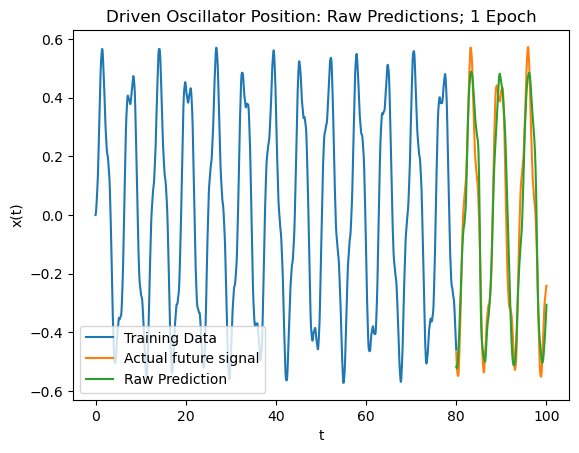 Driven Oscillator Position: Raw Predictions; 1 Epoch
0.6
0.4
0.2
0.0
−0.2
−0.4
−0.6
x(t)
Training Data
Actual future signal
Raw Prediction
0 20 40 60 80 100
t